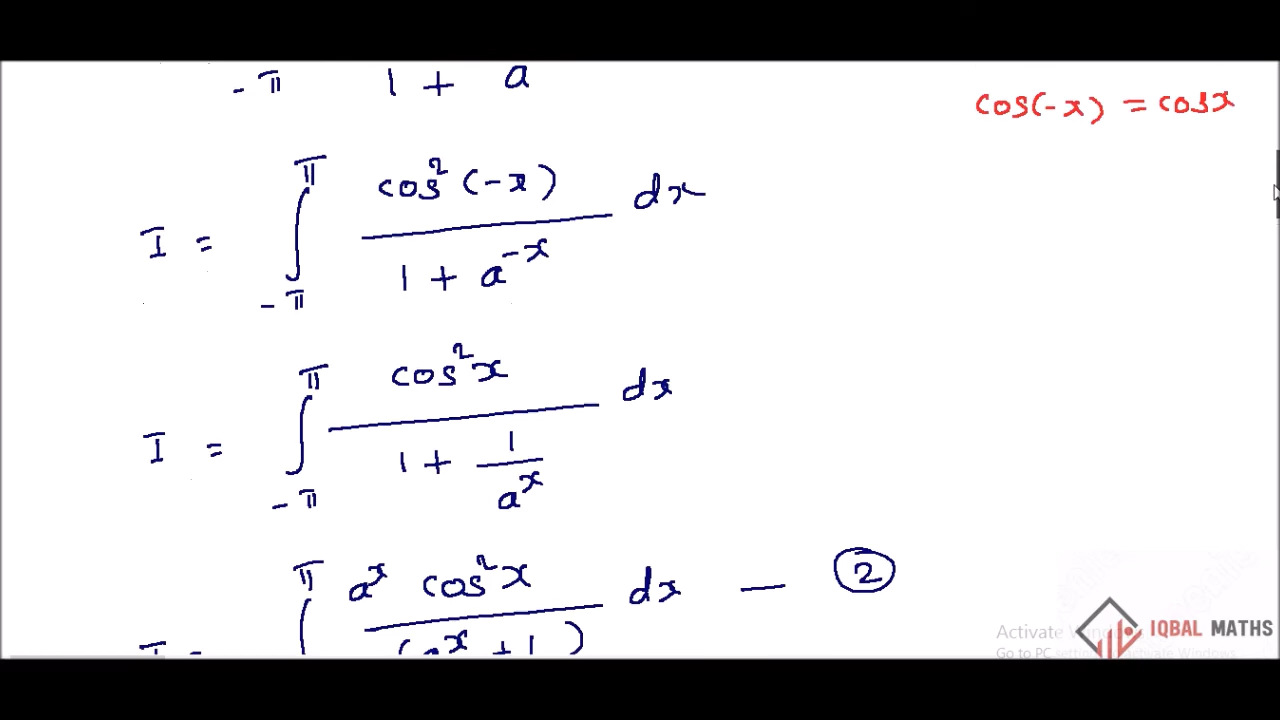 -π 1 + a
cos(-x) = cosx
π cos²(-x) dx
I = ∫
-π 1 + a^-x
π cos²x dx
I = ∫
-π 1 + 1/a^x
π a^x cos²x dx — ②
I = ∫ (a^x + 1)
Activate Windows
Go to PC settings to activate Windows.
IQBAL MATHS